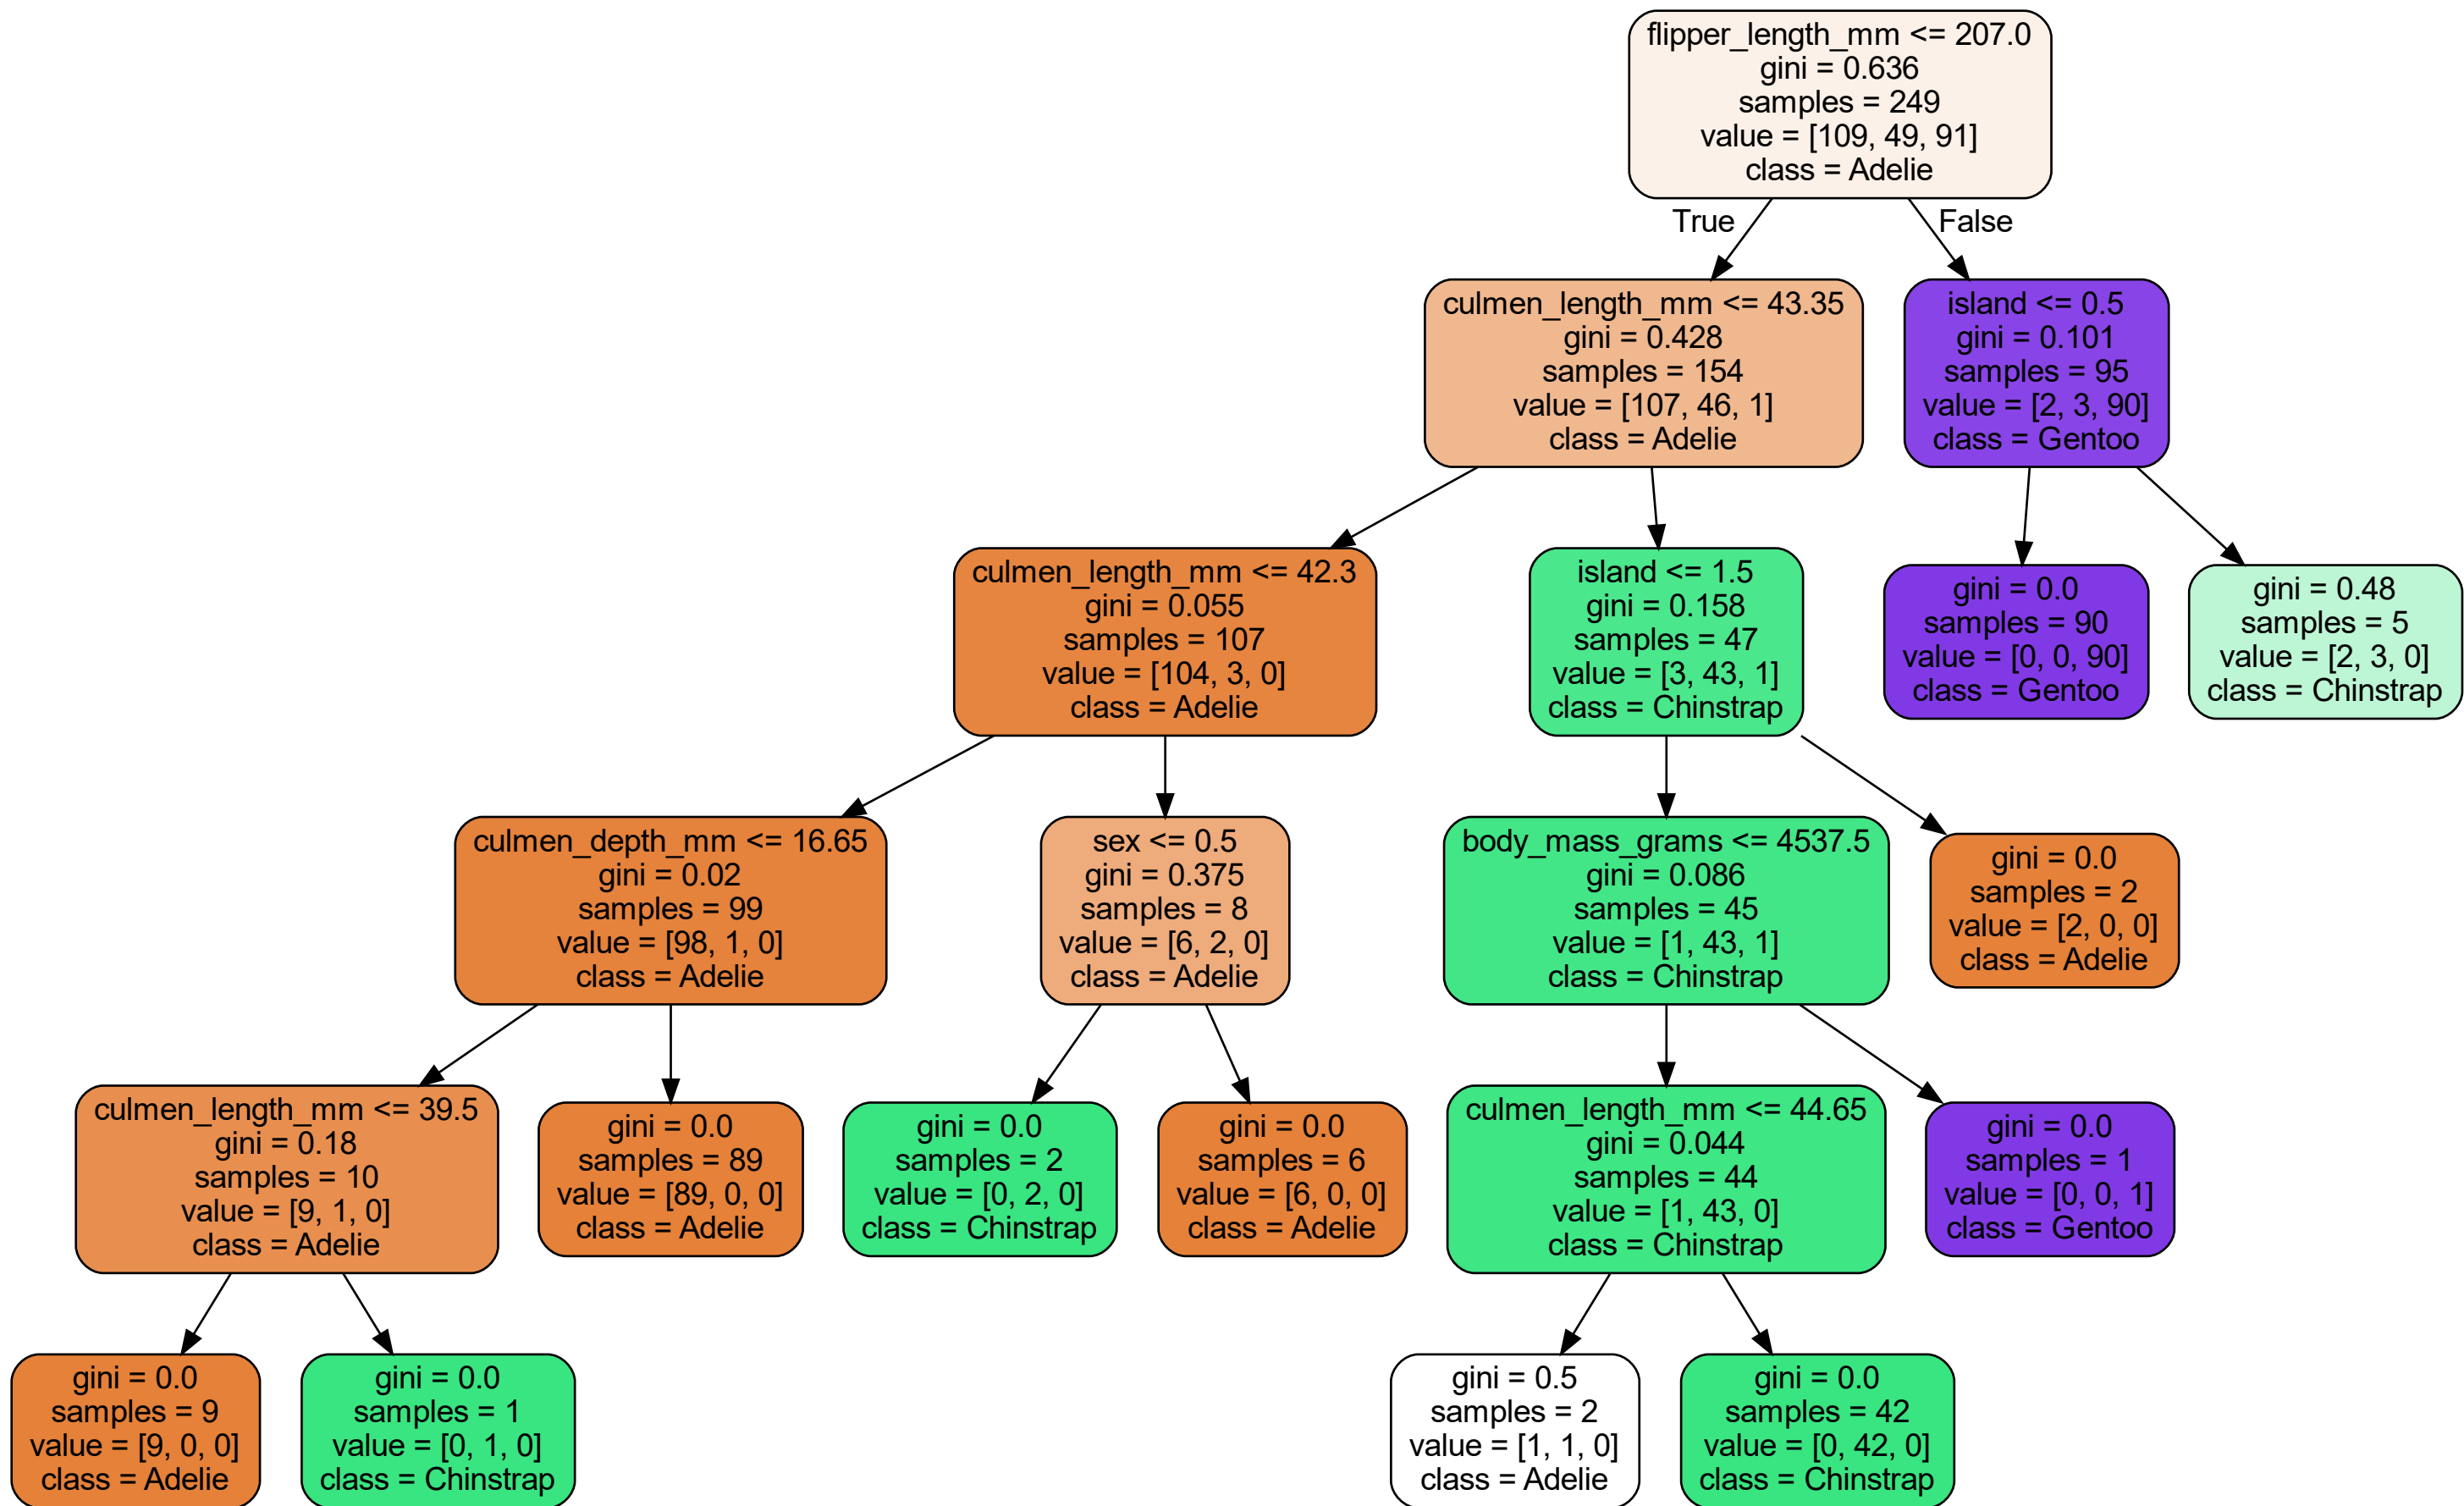 flipper_length_mm <= 207.0
gini = 0.636
samples = 249
value = [109, 49, 91]
class = Adelie
True
False
culmen_length_mm <= 43.35
gini = 0.428
samples = 154
value = [107, 46, 1]
class = Adelie
island <= 0.5
gini = 0.101
samples = 95
value = [2, 3, 90]
class = Gentoo
culmen_length_mm <= 42.3
gini = 0.055
samples = 107
value = [104, 3, 0]
class = Adelie
island <= 1.5
gini = 0.158
samples = 47
value = [3, 43, 1]
class = Chinstrap
gini = 0.0
samples = 90
value = [0, 0, 90]
class = Gentoo
gini = 0.48
samples = 5
value = [2, 3, 0]
class = Chinstrap
culmen_depth_mm <= 16.65
gini = 0.02
samples = 99
value = [98, 1, 0]
class = Adelie
sex <= 0.5
gini = 0.375
samples = 8
value = [6, 2, 0]
class = Adelie
body_mass_grams <= 4537.5
gini = 0.086
samples = 45
value = [1, 43, 1]
class = Chinstrap
gini = 0.0
samples = 2
value = [2, 0, 0]
class = Adelie
culmen_length_mm <= 39.5
gini = 0.18
samples = 10
value = [9, 1, 0]
class = Adelie
gini = 0.0
samples = 89
value = [89, 0, 0]
class = Adelie
gini = 0.0
samples = 2
value = [0, 2, 0]
class = Chinstrap
gini = 0.0
samples = 6
value = [6, 0, 0]
class = Adelie
culmen_length_mm <= 44.65
gini = 0.044
samples = 44
value = [1, 43, 0]
class = Chinstrap
gini = 0.0
samples = 1
value = [0, 0, 1]
class = Gentoo
gini = 0.0
samples = 9
value = [9, 0, 0]
class = Adelie
gini = 0.0
samples = 1
value = [0, 1, 0]
class = Chinstrap
gini = 0.5
samples = 2
value = [1, 1, 0]
class = Adelie
gini = 0.0
samples = 42
value = [0, 42, 0]
class = Chinstrap